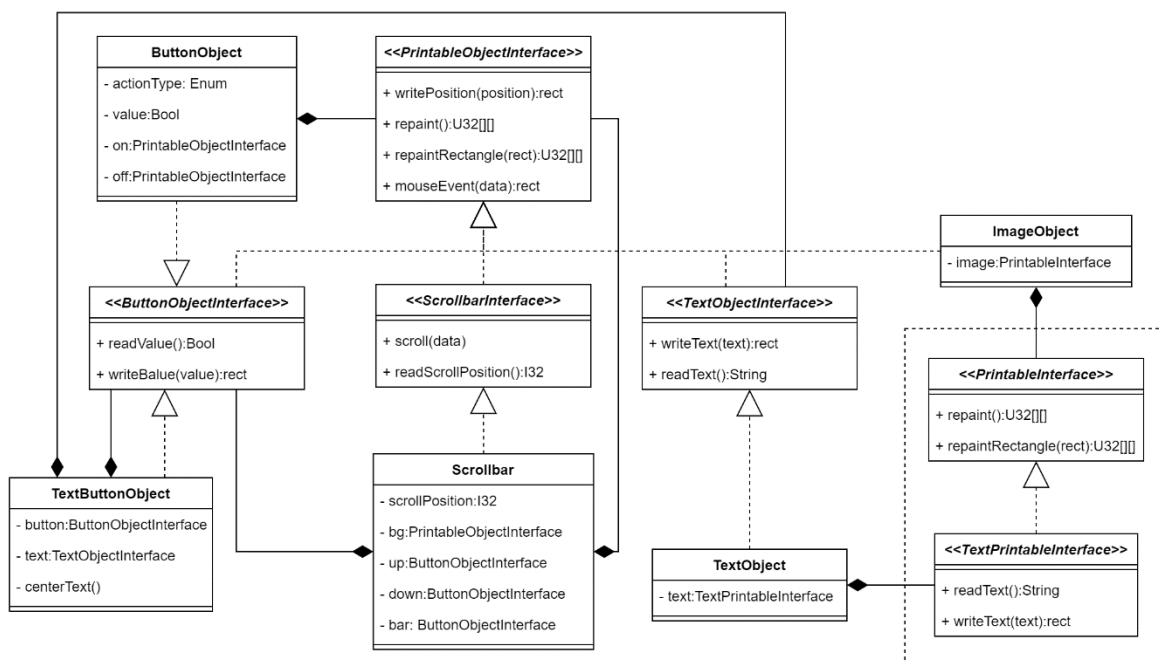 ButtonObject
- actionType: Enum
- value:Bool
- on:PrintableObjectInterface
- off:PrintableObjectInterface
<<PrintableObjectInterface>>
+ writePosition(position):rect
+ repaint():U32[][]
+ repaintRectangle(rect):U32[][]
+ mouseEvent(data):rect
ImageObject
- image:PrintableInterface
<<ButtonObjectInterface>>
+ readValue():Bool
+ writeBalue(value):rect
<<ScrollbarInterface>>
+ scroll(data)
+ readScrollPosition():I32
<<TextObjectInterface>>
+ writeText(text):rect
+ readText():String
<<PrintableInterface>>
+ repaint():U32[][]
+ repaintRectangle(rect):U32[][]
TextButtonObject
- button:ButtonObjectInterface
- text:TextObjectInterface
- centerText()
Scrollbar
- scrollPosition:I32
- bg:PrintableObjectInterface
- up:ButtonObjectInterface
- down:ButtonObjectInterface
- bar: ButtonObjectInterface
TextObject
- text:TextPrintableInterface
<<TextPrintableInterface>>
+ readText():String
+ writeText(text):rect